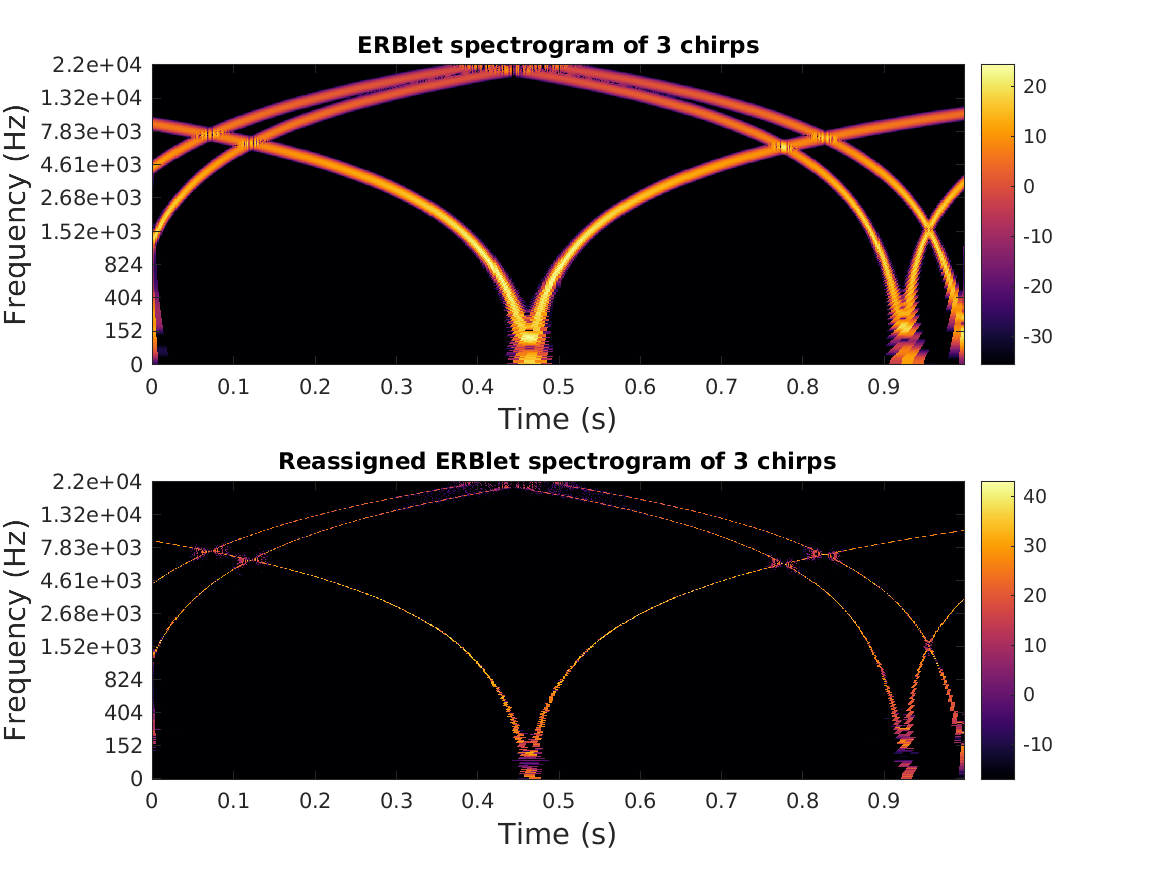 ERBlet spectrogram of 3 chirps
Frequency (Hz)
2.2e+04
1.32e+04
7.83e+03
4.61e+03
2.68e+03
1.52e+03
824
404
152
0
0 0.1 0.2 0.3 0.4 0.5 0.6 0.7 0.8 0.9
Time (s)
20
10
0
-10
-20
-30
Reassigned ERBlet spectrogram of 3 chirps
Frequency (Hz)
2.2e+04
1.32e+04
7.83e+03
4.61e+03
2.68e+03
1.52e+03
824
404
152
0
0 0.1 0.2 0.3 0.4 0.5 0.6 0.7 0.8 0.9
Time (s)
40
30
20
10
0
-10